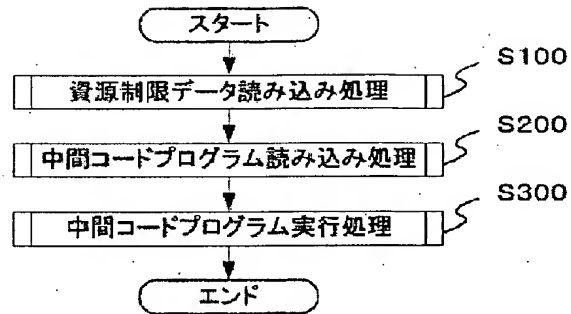 スタート
S100
資源制限データ読み込み処理
S200
中間コードプログラム読み込み処理
S300
中間コードプログラム実行処理
エンド